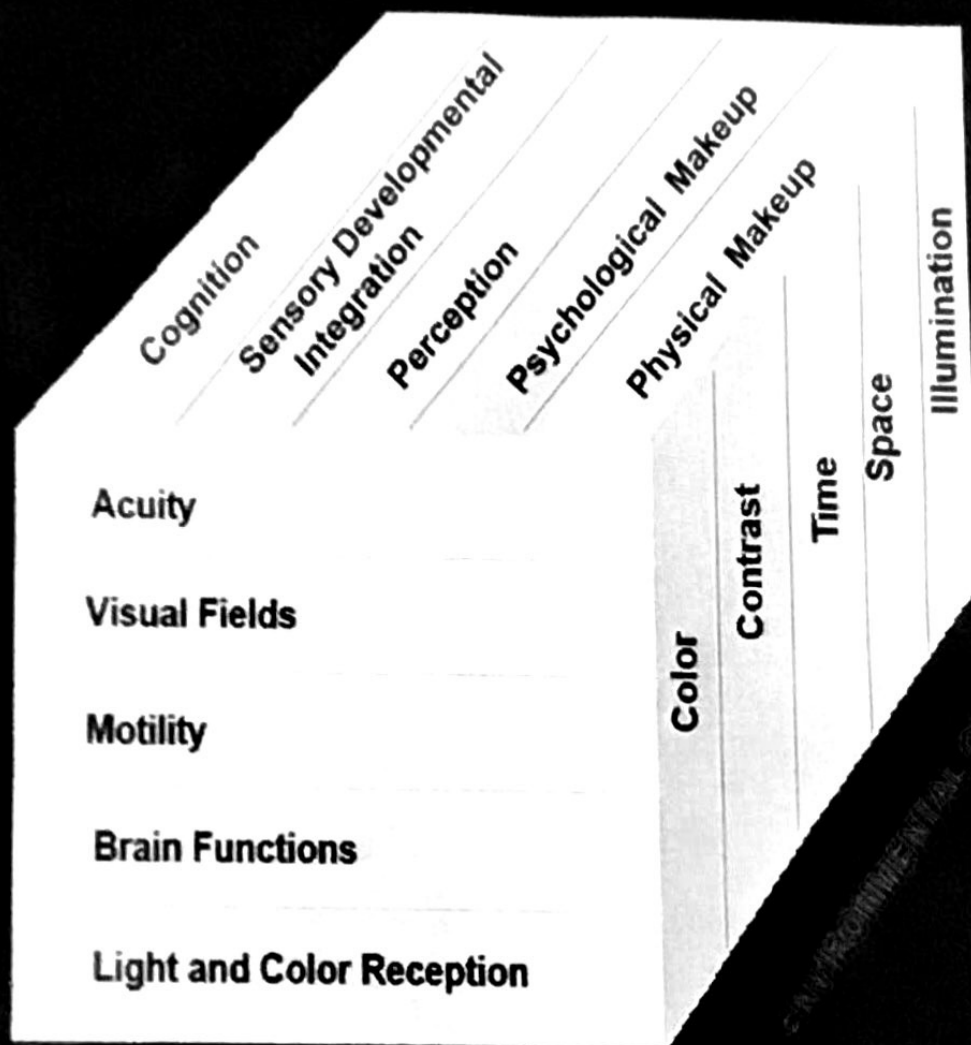 Cognition
Sensory Developmental
Integration
Perception
Psychological Makeup
Physical Makeup
Acuity
Visual Fields
Motility
Brain Functions
Light and Color Reception
Color
Contrast
Time
Space
Illumination
ENVIRONMENTAL